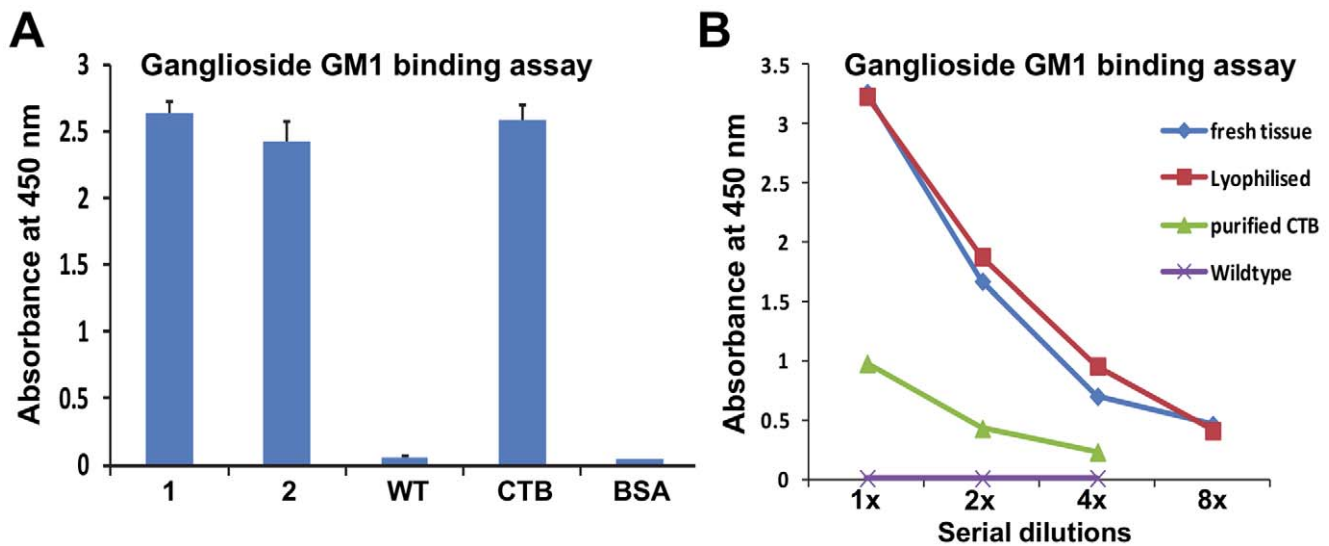 A
Ganglioside GM1 binding assay
Absorbance at 450 nm
3
2.5
2
1.5
1
0.5
0
1 2 WT CTB BSA
B
Ganglioside GM1 binding assay
Absorbance at 450 nm
3.5
3
2.5
2
1.5
1
0.5
0
1x 2x 4x 8x
Serial dilutions
fresh tissue
Lyophilised
purified CTB
Wildtype